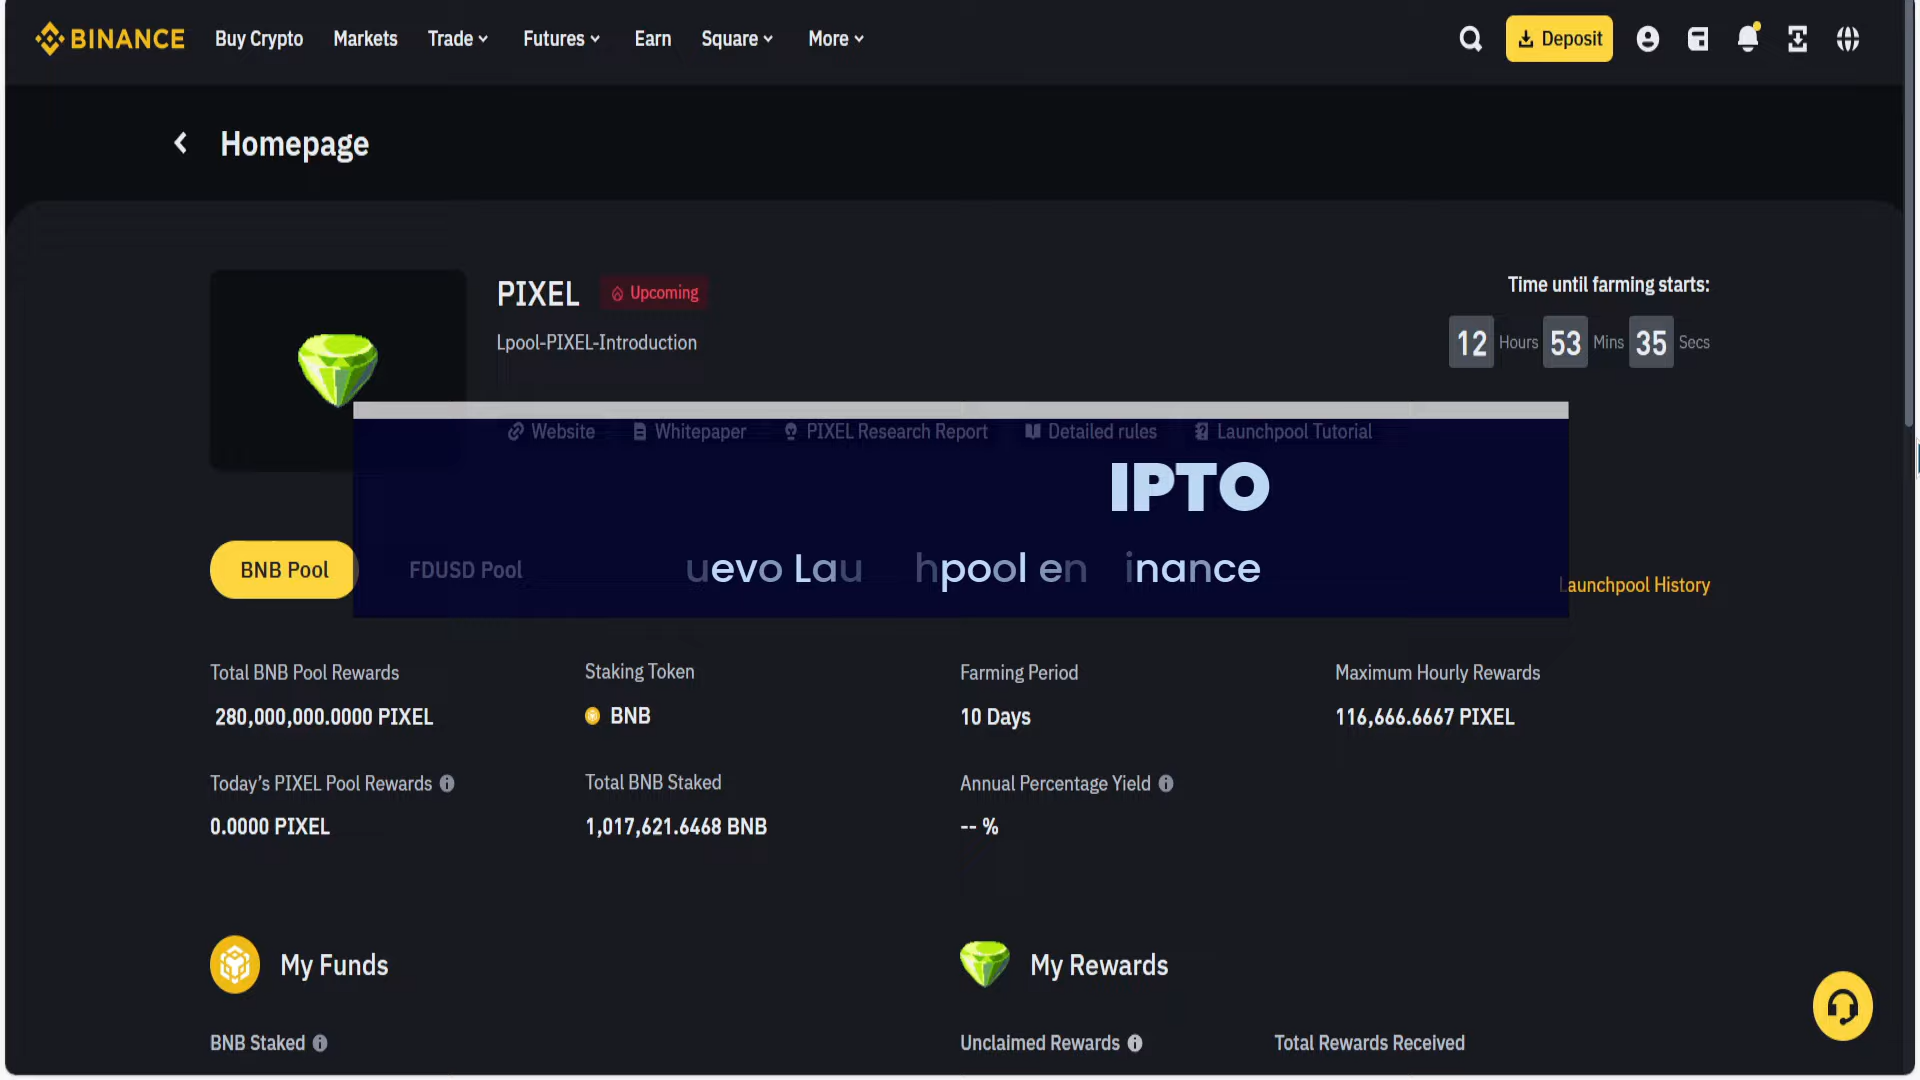 BINANCE Buy Crypto Markets Trade Futures Earn Square More Deposit
Homepage
PIXEL Upcoming
Time until farming starts:
Lpool-PIXEL-Introduction
12 Hours 53 Mins 35 Secs
Website Whitepaper PIXEL Research Report Detailed rules Launchpool Tutorial
IPTO
uevo Lau hpool en inance
BNB Pool FDUSD Pool
Launchpool History
Total BNB Pool Rewards Staking Token Farming Period Maximum Hourly Rewards
280,000,000.0000 PIXEL BNB 10 Days 116,666.6667 PIXEL
Today's PIXEL Pool Rewards Total BNB Staked Annual Percentage Yield
0.0000 PIXEL 1,017,621.6468 BNB -- %
My Funds My Rewards
BNB Staked Unclaimed Rewards Total Rewards Received